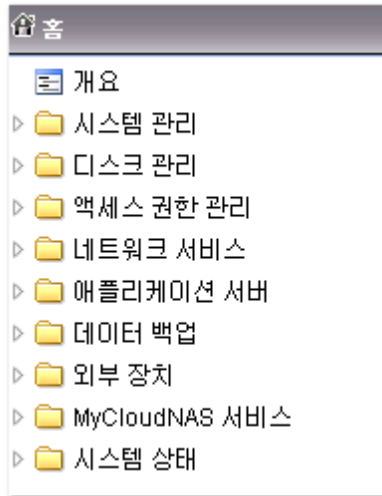 홈
개요
시스템 관리
디스크 관리
액세스 권한 관리
네트워크 서비스
애플리케이션 서버
데이터 백업
외부 장치
MyCloudNAS 서비스
시스템 상태